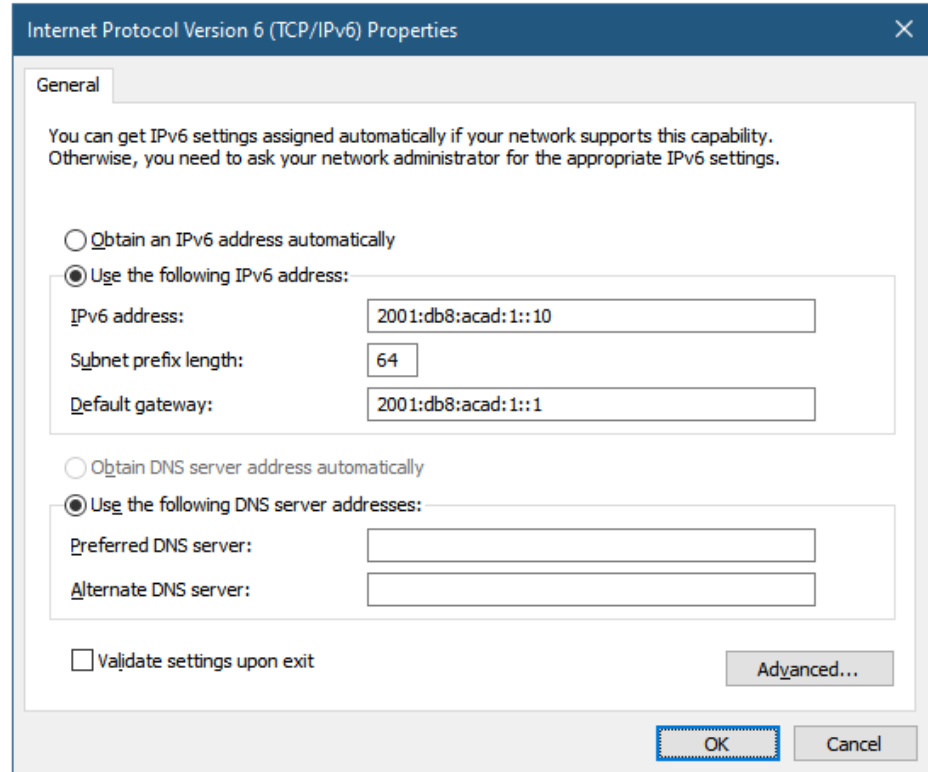 Internet Protocol Version 6 (TCP/IPv6) Properties
General
You can get IPv6 settings assigned automatically if your network supports this capability.
Otherwise, you need to ask your network administrator for the appropriate IPv6 settings.
Obtain an IPv6 address automatically
Use the following IPv6 address:
IPv6 address: 2001:db8:acad:1::10
Subnet prefix length: 64
Default gateway: 2001:db8:acad:1::1
Obtain DNS server address automatically
Use the following DNS server addresses:
Preferred DNS server:
Alternate DNS server:
Validate settings upon exit
Advanced...
OK Cancel